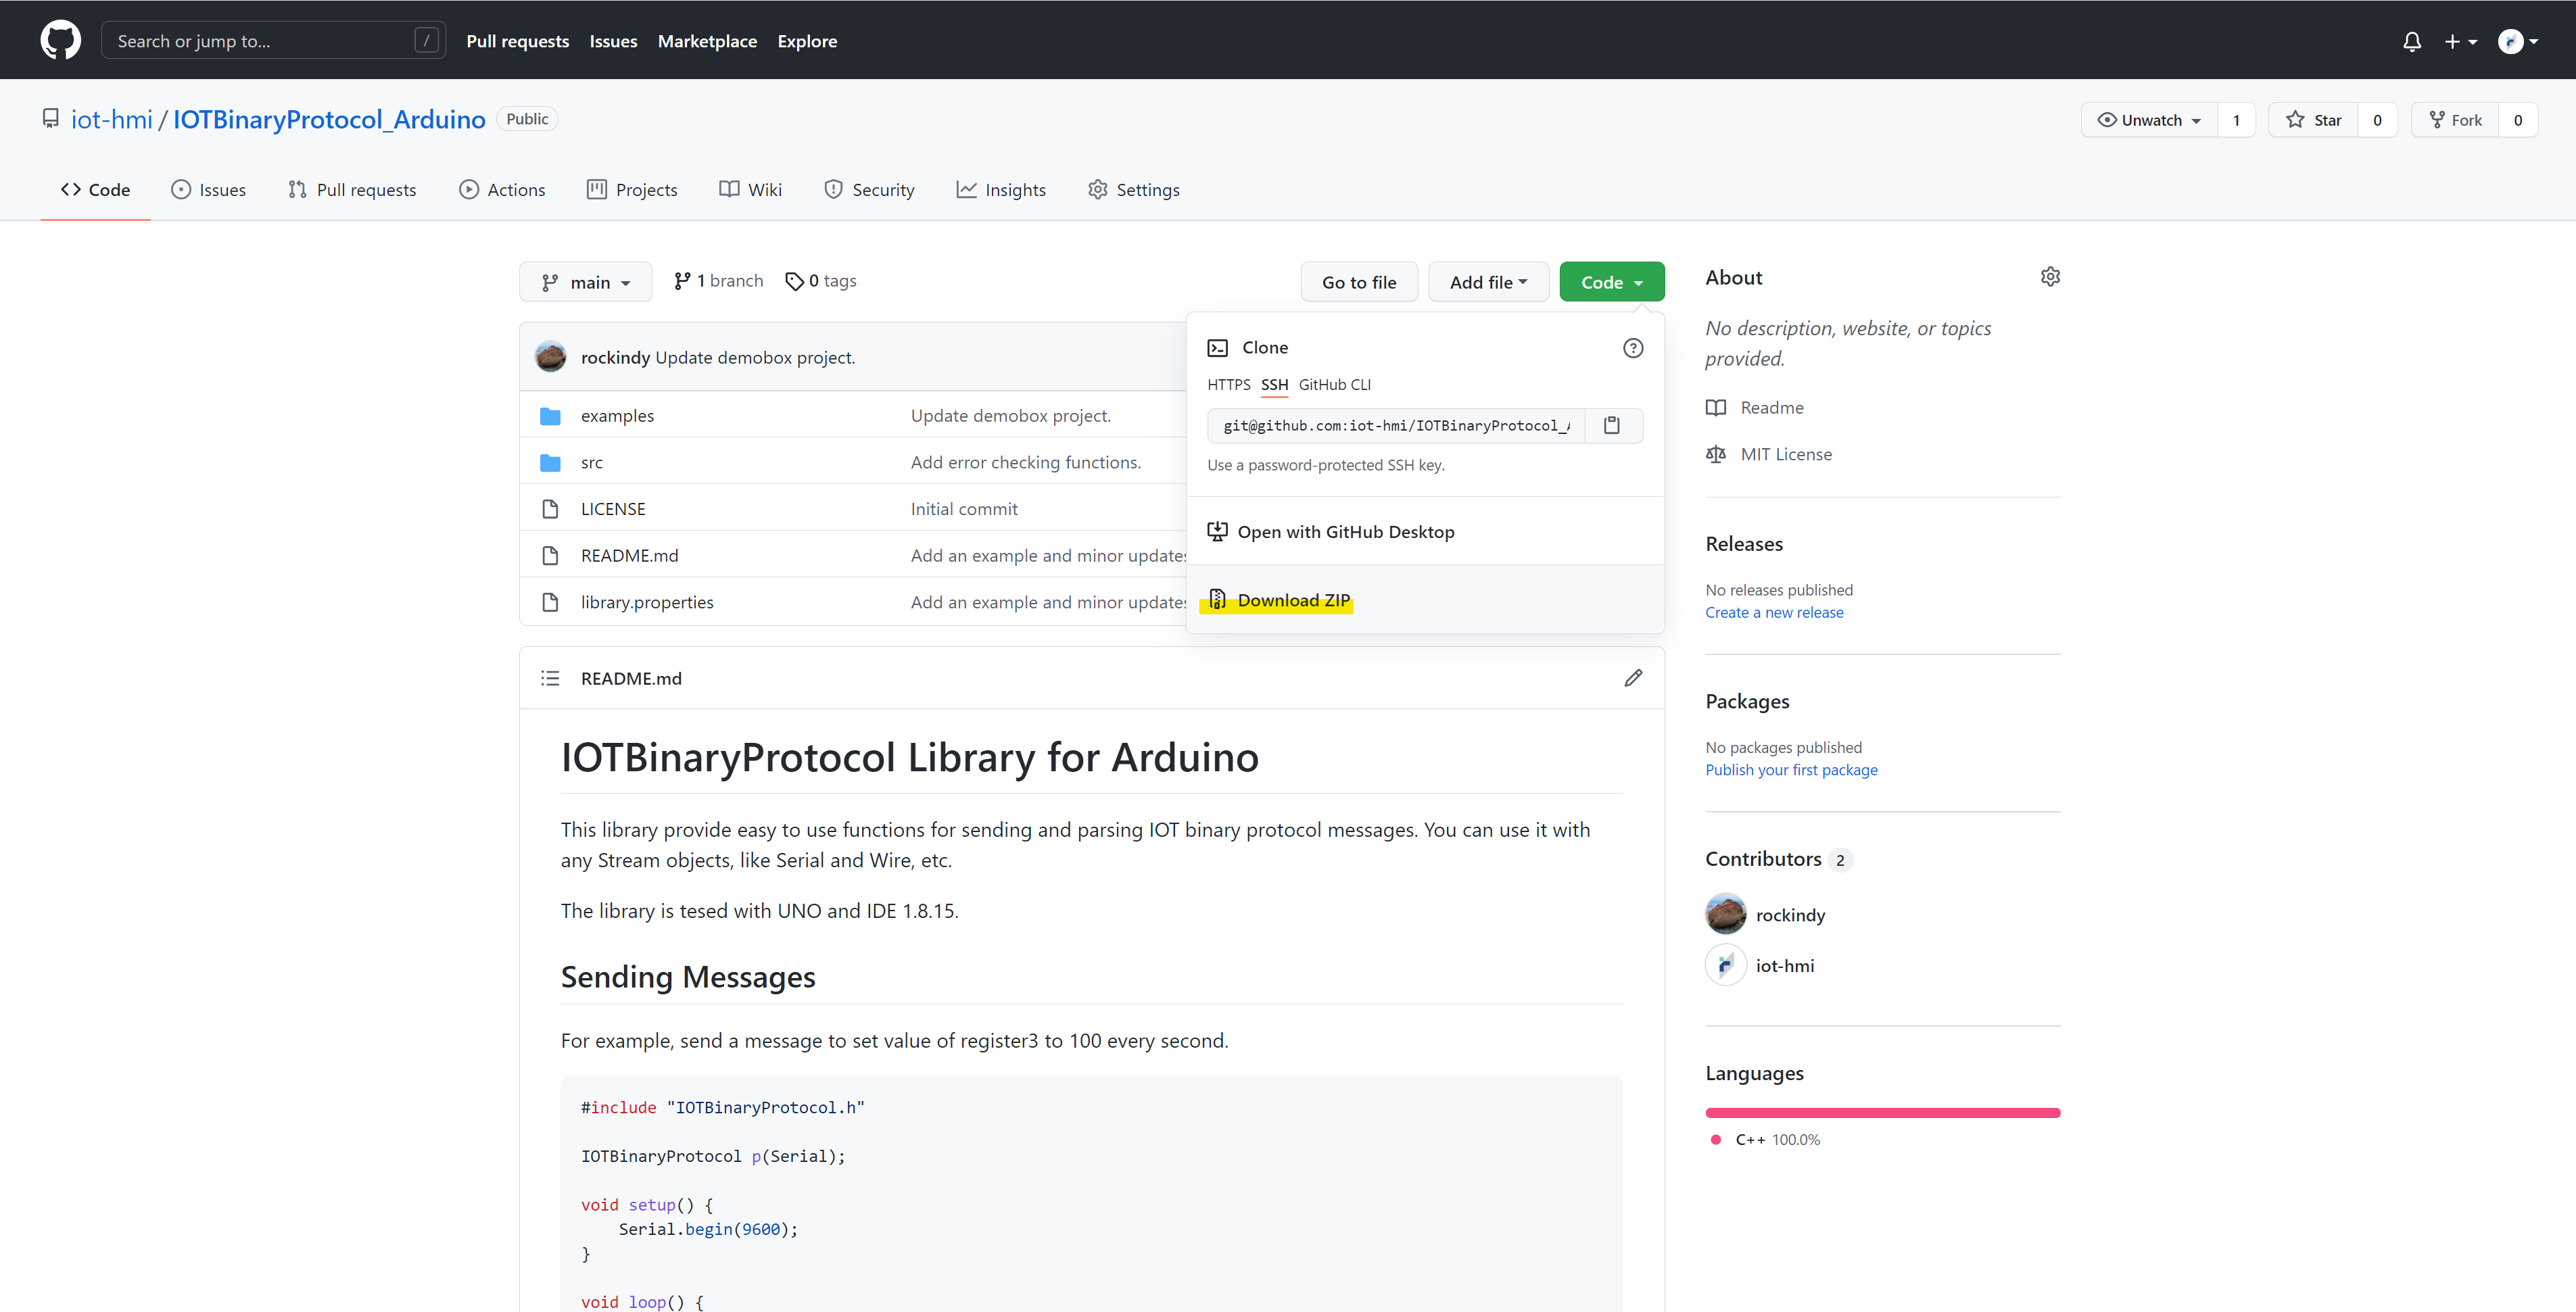 Search or jump to... / Pull requests Issues Marketplace Explore
iot-hmi / IOTBinaryProtocol_Arduino Public
Unwatch 1 Star 0 Fork 0
Code Issues Pull requests Actions Projects Wiki Security Insights Settings
main 1 branch 0 tags Go to file Add file Code
rockindy Update demobox project.
examples Update demobox project.
src Add error checking functions.
LICENSE Initial commit
README.md Add an example and minor updates
library.properties Add an example and minor updates
Clone
HTTPS SSH GitHub CLI
git@github.com:iot-hmi/IOTBinaryProtocol_A
Use a password-protected SSH key.
Open with GitHub Desktop
Download ZIP
README.md
IOTBinaryProtocol Library for Arduino
This library provide easy to use functions for sending and parsing IOT binary protocol messages. You can use it with
any Stream objects, like Serial and Wire, etc.
The library is tesed with UNO and IDE 1.8.15.
Sending Messages
For example, send a message to set value of register3 to 100 every second.
#include "IOTBinaryProtocol.h"
IOTBinaryProtocol p(Serial);
void setup() {
Serial.begin(9600);
}
void loop() {
About
No description, website, or topics
provided.
Readme
MIT License
Releases
No releases published
Create a new release
Packages
No packages published
Publish your first package
Contributors 2
rockindy
iot-hmi
Languages
C++ 100.0%